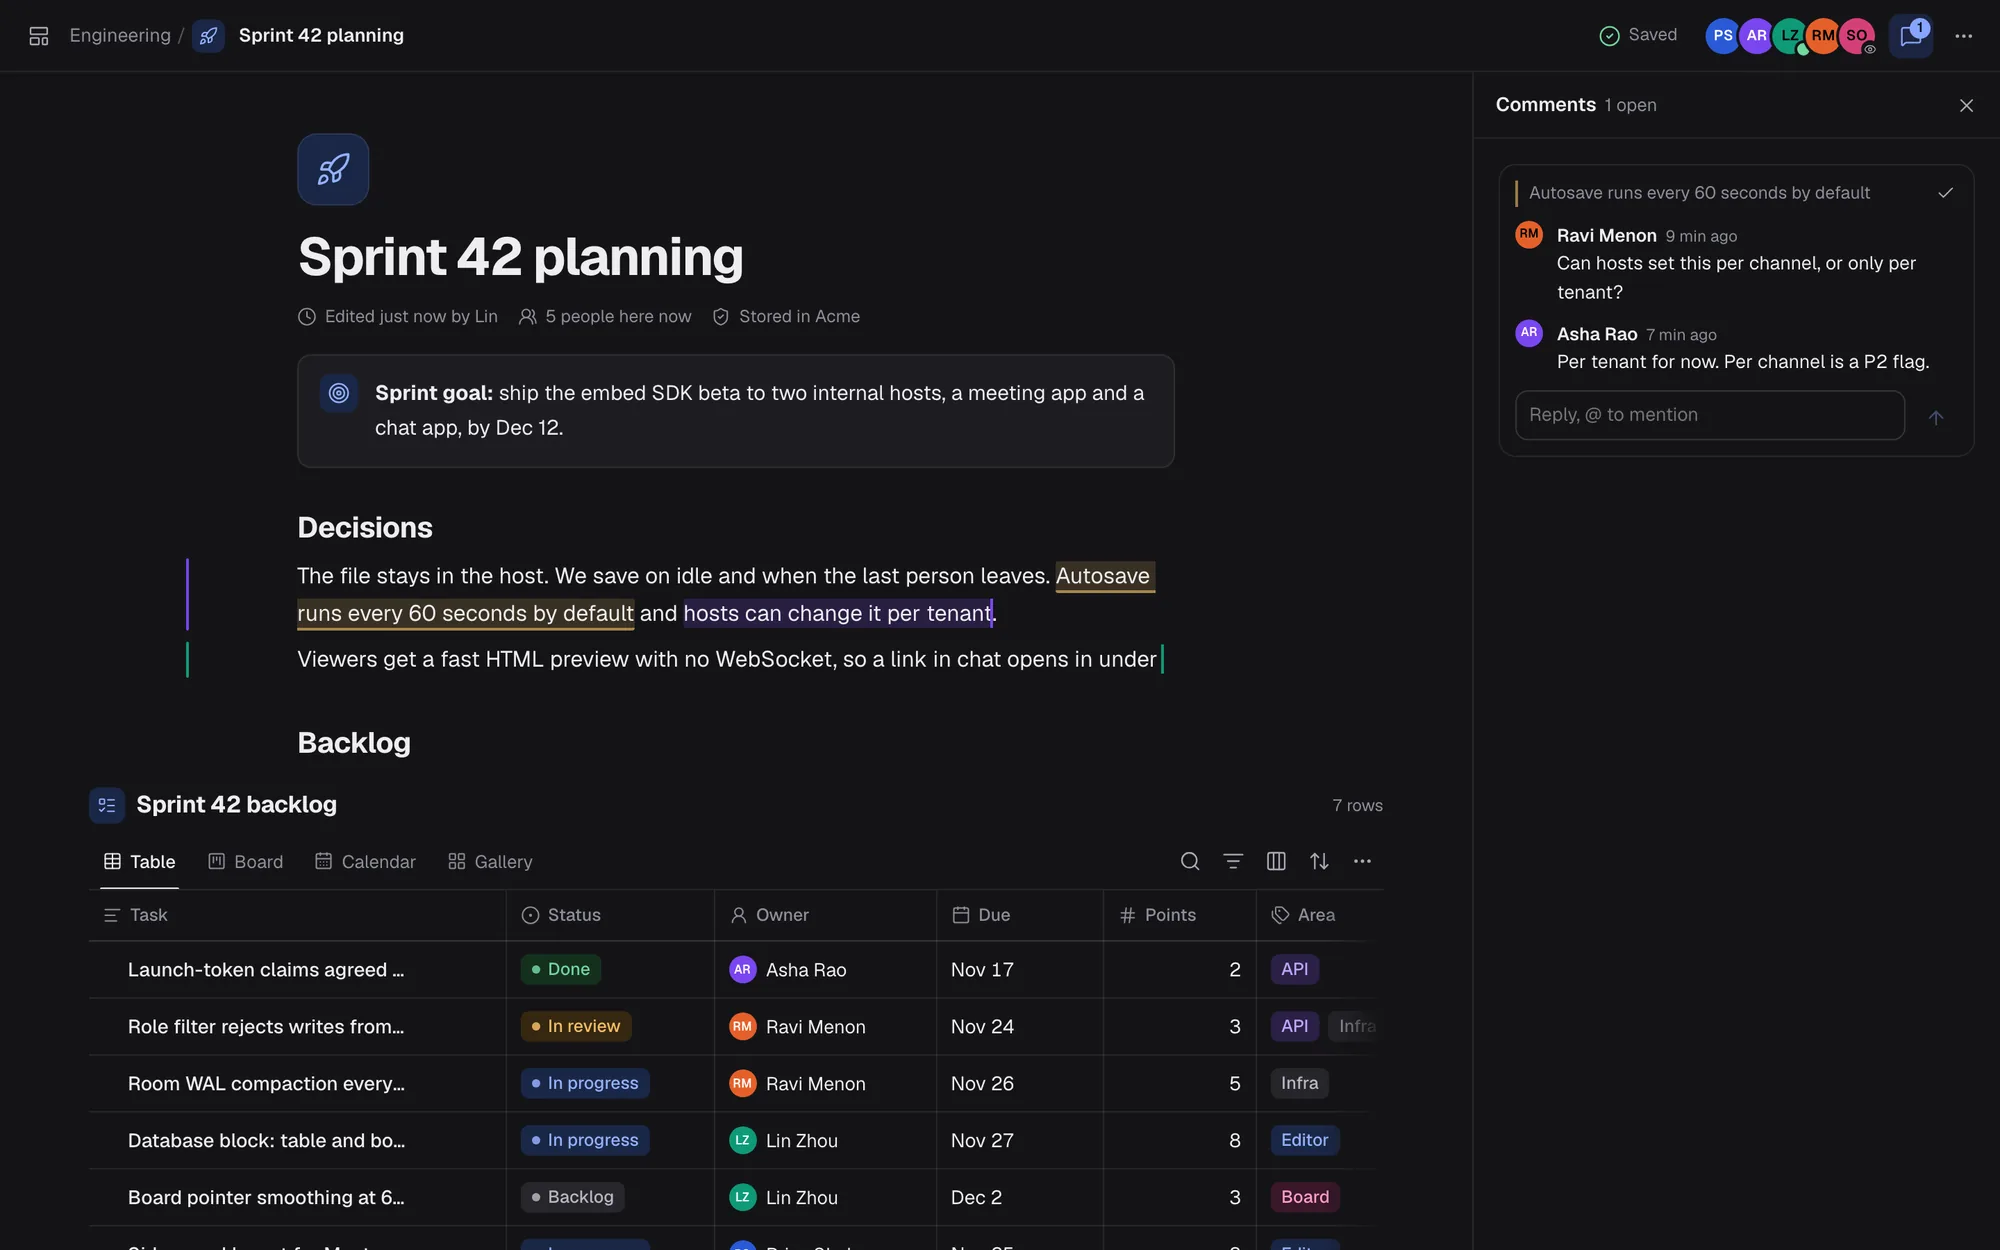 Engineering / Sprint 42 planning
Saved
PS AR LZ RM SO
1
Sprint 42 planning
Edited just now by Lin 5 people here now Stored in Acme
Sprint goal: ship the embed SDK beta to two internal hosts, a meeting app and a
chat app, by Dec 12.
Decisions
The file stays in the host. We save on idle and when the last person leaves. Autosave
runs every 60 seconds by default and hosts can change it per tenant.
Viewers get a fast HTML preview with no WebSocket, so a link in chat opens in under
Backlog
Sprint 42 backlog
7 rows
Table Board Calendar Gallery
Task Status Owner Due Points Area
Launch-token claims agreed … Done AR Asha Rao Nov 17 2 API
Role filter rejects writes from… In review RM Ravi Menon Nov 24 3 API Infra
Room WAL compaction every… In progress RM Ravi Menon Nov 26 5 Infra
Database block: table and bo… In progress LZ Lin Zhou Nov 27 8 Editor
Board pointer smoothing at 6… Backlog LZ Lin Zhou Dec 2 3 Board
Comments 1 open
Autosave runs every 60 seconds by default
RM Ravi Menon 9 min ago
Can hosts set this per channel, or only per
tenant?
AR Asha Rao 7 min ago
Per tenant for now. Per channel is a P2 flag.
Reply, @ to mention